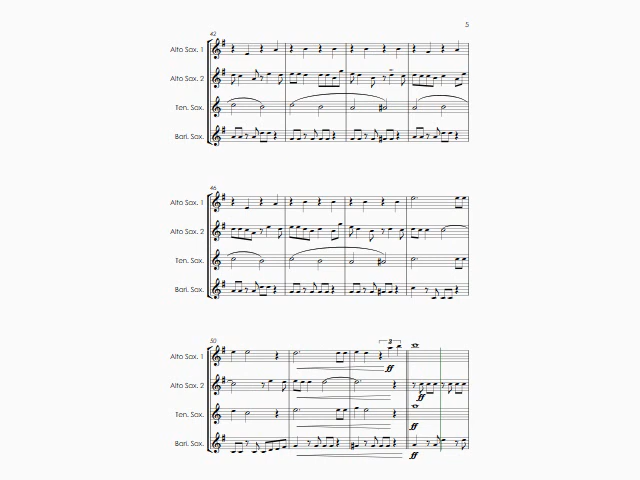 5
42
Alto Sax. 1
Alto Sax. 2
Ten. Sax.
Bari. Sax.
46
Alto Sax. 1
Alto Sax. 2
Ten. Sax.
Bari. Sax.
50
3
Alto Sax. 1
ff
Alto Sax. 2
ff
Ten. Sax.
ff
Bari. Sax.
ff